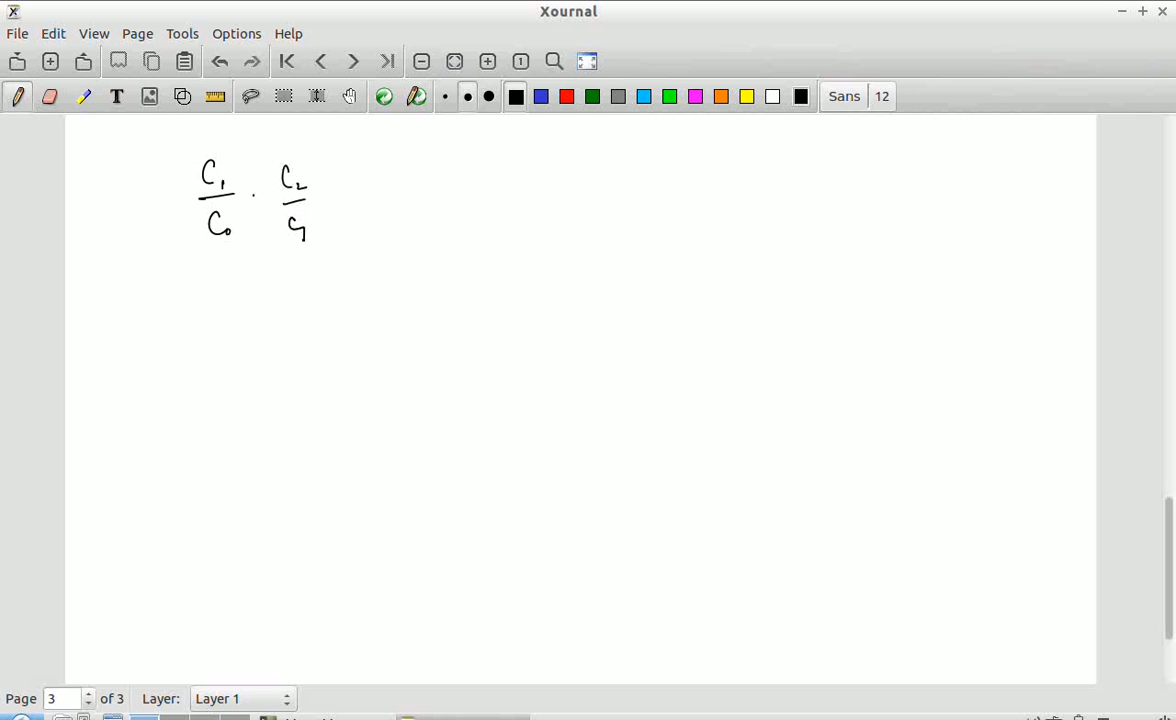 Xournal
File Edit View Page Tools Options Help
T Sans 12
C₁/C₀ · C₂/C₁
Page 3 of 3 Layer: Layer 1